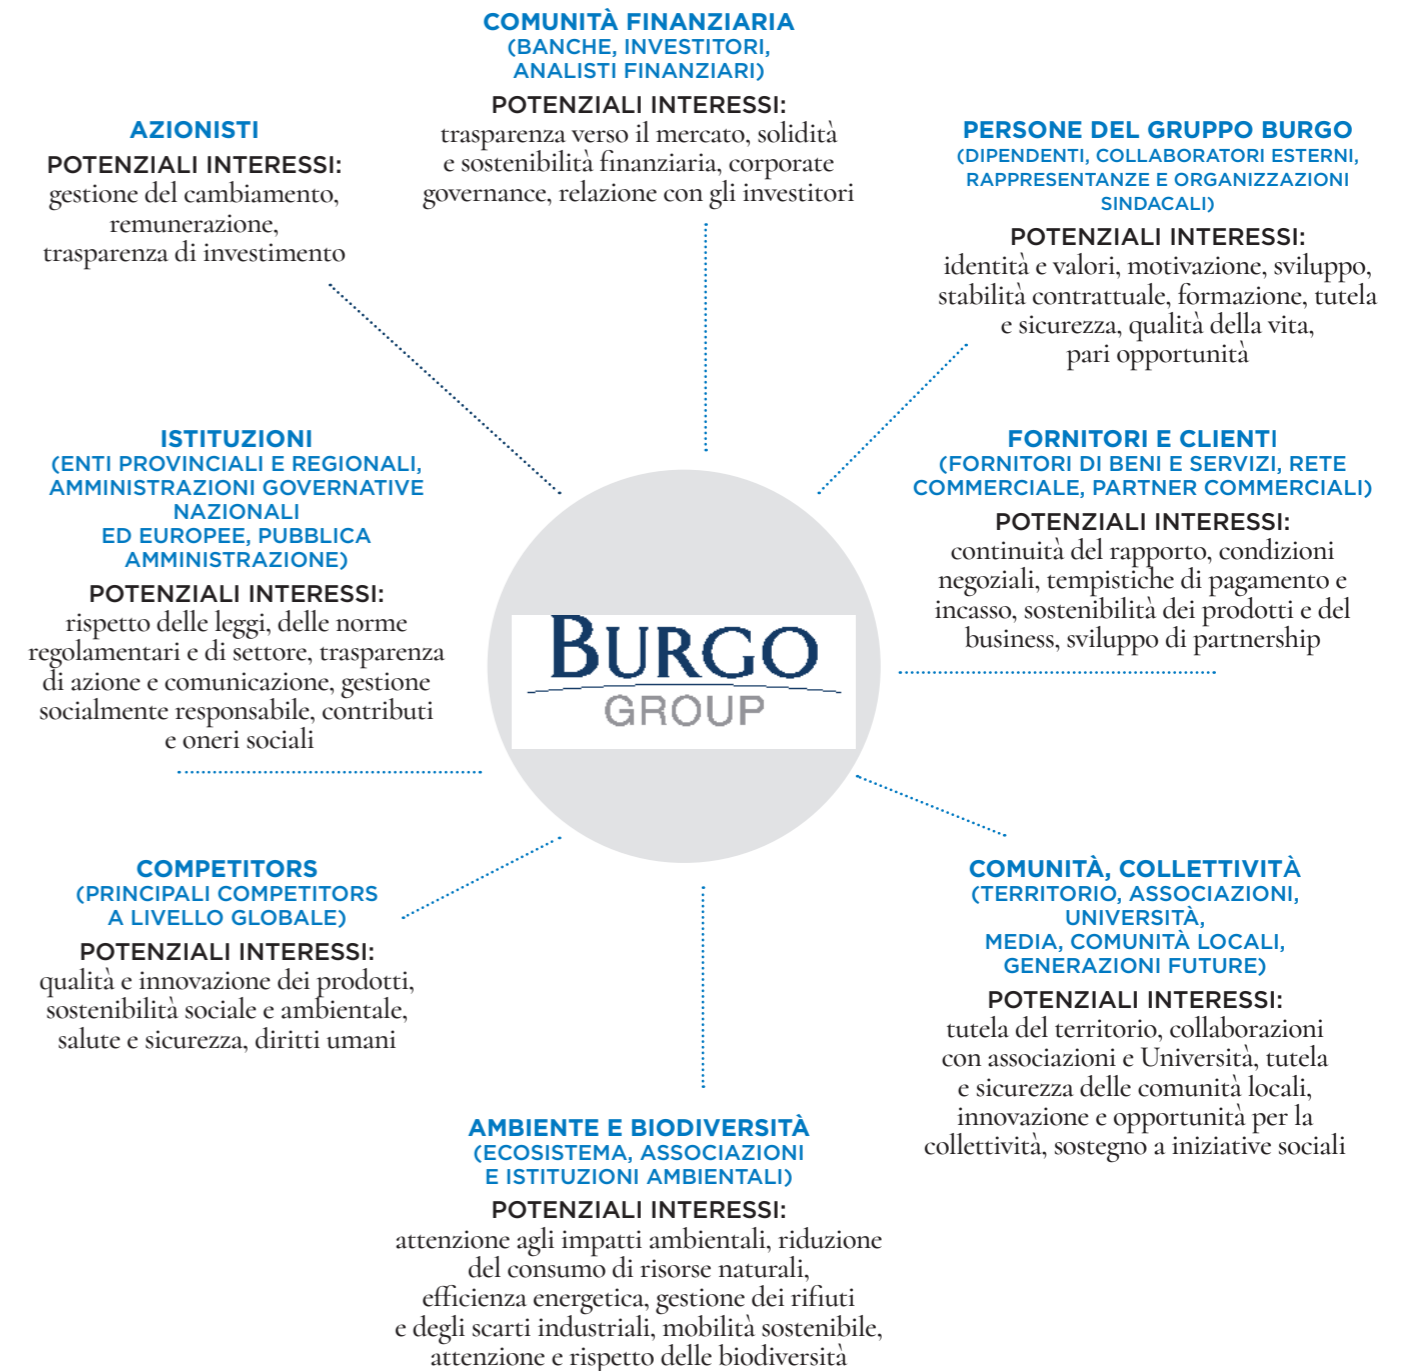 COMUNITÀ FINANZIARIA
(BANCHE, INVESTITORI,
ANALISTI FINANZIARI)
POTENZIALI INTERESSI:
trasparenza verso il mercato, solidità
e sostenibilità finanziaria, corporate
governance, relazione con gli investitori
AZIONISTI
POTENZIALI INTERESSI:
gestione del cambiamento,
remunerazione,
trasparenza di investimento
PERSONE DEL GRUPPO BURGO
(DIPENDENTI, COLLABORATORI ESTERNI,
RAPPRESENTANZE E ORGANIZZAZIONI
SINDACALI)
POTENZIALI INTERESSI:
identità e valori, motivazione, sviluppo,
stabilità contrattuale, formazione, tutela
e sicurezza, qualità della vita,
pari opportunità
ISTITUZIONI
(ENTI PROVINCIALI E REGIONALI,
AMMINISTRAZIONI GOVERNATIVE
NAZIONALI
ED EUROPEE, PUBBLICA
AMMINISTRAZIONE)
POTENZIALI INTERESSI:
rispetto delle leggi, delle norme
regolamentari e di settore, trasparenza
di azione e comunicazione, gestione
socialmente responsabile, contributi
e oneri sociali
FORNITORI E CLIENTI
(FORNITORI DI BENI E SERVIZI, RETE
COMMERCIALE, PARTNER COMMERCIALI)
POTENZIALI INTERESSI:
continuità del rapporto, condizioni
negoziali, tempistiche di pagamento e
incasso, sostenibilità dei prodotti e del
business, sviluppo di partnership
BURGO
GROUP
COMPETITORS
(PRINCIPALI COMPETITORS
A LIVELLO GLOBALE)
POTENZIALI INTERESSI:
qualità e innovazione dei prodotti,
sostenibilità sociale e ambientale,
salute e sicurezza, diritti umani
COMUNITÀ, COLLETTIVITÀ
(TERRITORIO, ASSOCIAZIONI,
UNIVERSITÀ,
MEDIA, COMUNITÀ LOCALI,
GENERAZIONI FUTURE)
POTENZIALI INTERESSI:
tutela del territorio, collaborazioni
con associazioni e Università, tutela
e sicurezza delle comunità locali,
innovazione e opportunità per la
collettività, sostegno a iniziative sociali
AMBIENTE E BIODIVERSITÀ
(ECOSISTEMA, ASSOCIAZIONI
E ISTITUZIONI AMBIENTALI)
POTENZIALI INTERESSI:
attenzione agli impatti ambientali, riduzione
del consumo di risorse naturali,
efficienza energetica, gestione dei rifiuti
e degli scarti industriali, mobilità sostenibile,
attenzione e rispetto delle biodiversità